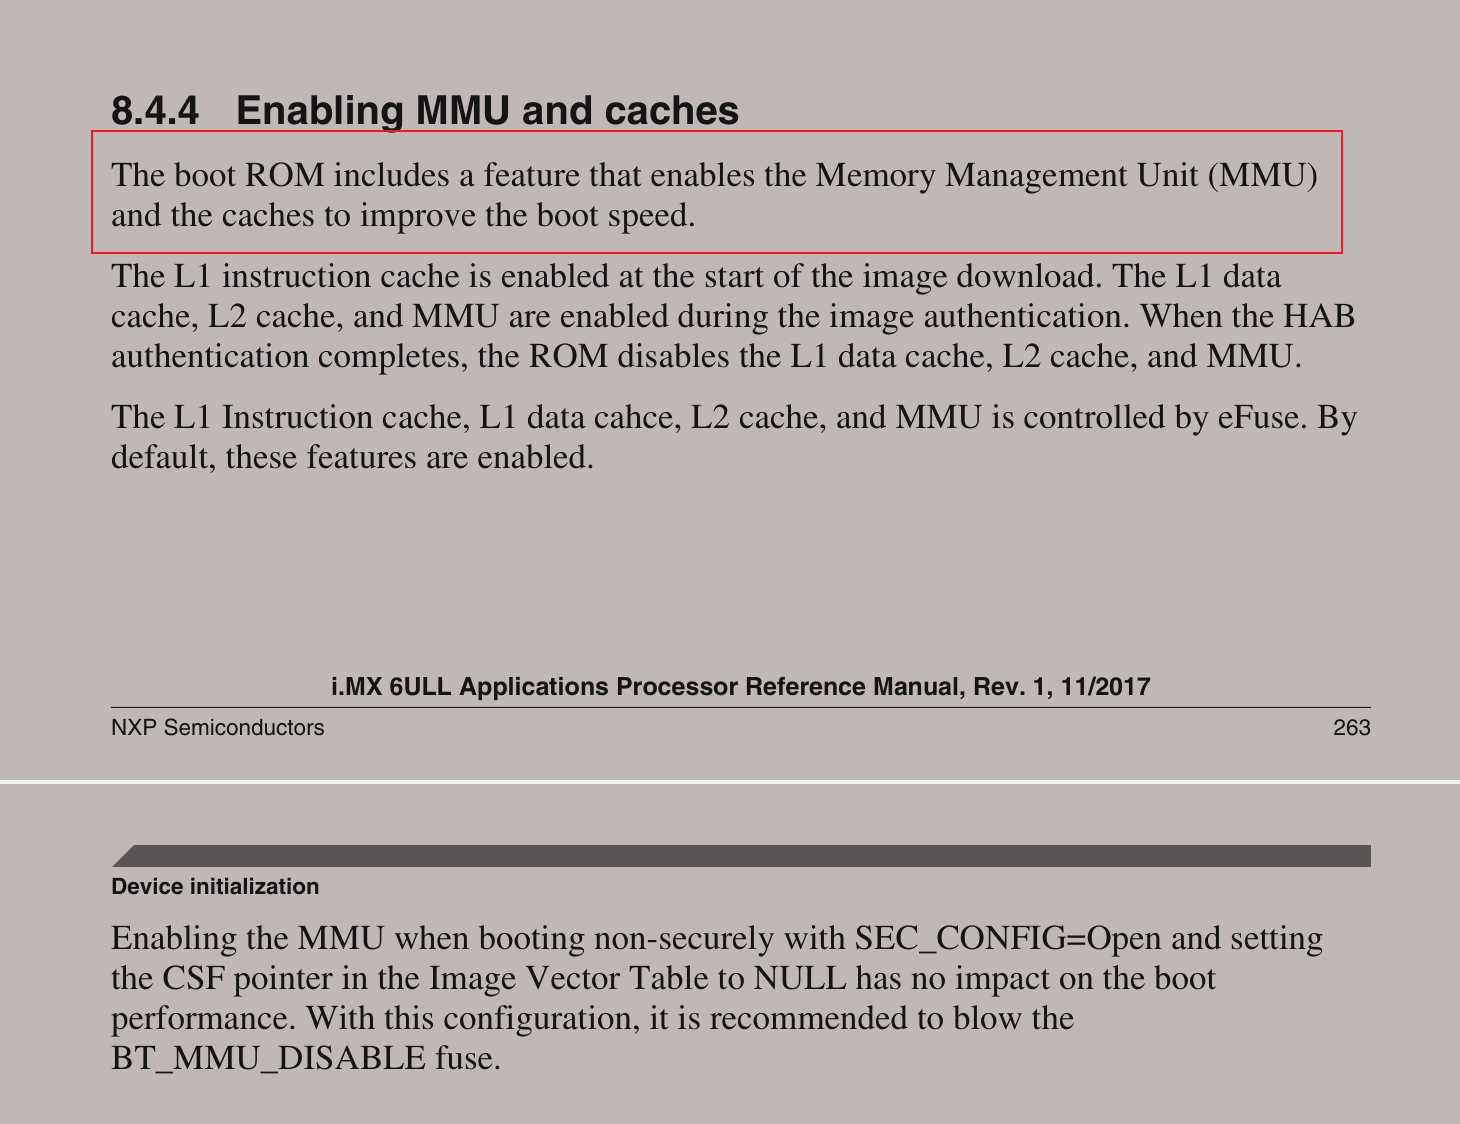 8.4.4 Enabling MMU and caches
The boot ROM includes a feature that enables the Memory Management Unit (MMU)
and the caches to improve the boot speed.
The L1 instruction cache is enabled at the start of the image download. The L1 data
cache, L2 cache, and MMU are enabled during the image authentication. When the HAB
authentication completes, the ROM disables the L1 data cache, L2 cache, and MMU.
The L1 Instruction cache, L1 data cahce, L2 cache, and MMU is controlled by eFuse. By
default, these features are enabled.
i.MX 6ULL Applications Processor Reference Manual, Rev. 1, 11/2017
NXP Semiconductors 263
Device initialization
Enabling the MMU when booting non-securely with SEC_CONFIG=Open and setting
the CSF pointer in the Image Vector Table to NULL has no impact on the boot
performance. With this configuration, it is recommended to blow the
BT_MMU_DISABLE fuse.